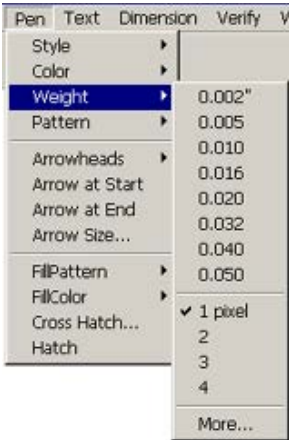 Pen Text Dimension Verify
Style
Color
Weight
Pattern
Arrowheads
Arrow at Start
Arrow at End
Arrow Size...
FillPattern
FillColor
Cross Hatch...
Hatch
0.002"
0.005
0.010
0.016
0.020
0.032
0.040
0.050
✔ 1 pixel
2
3
4
More...